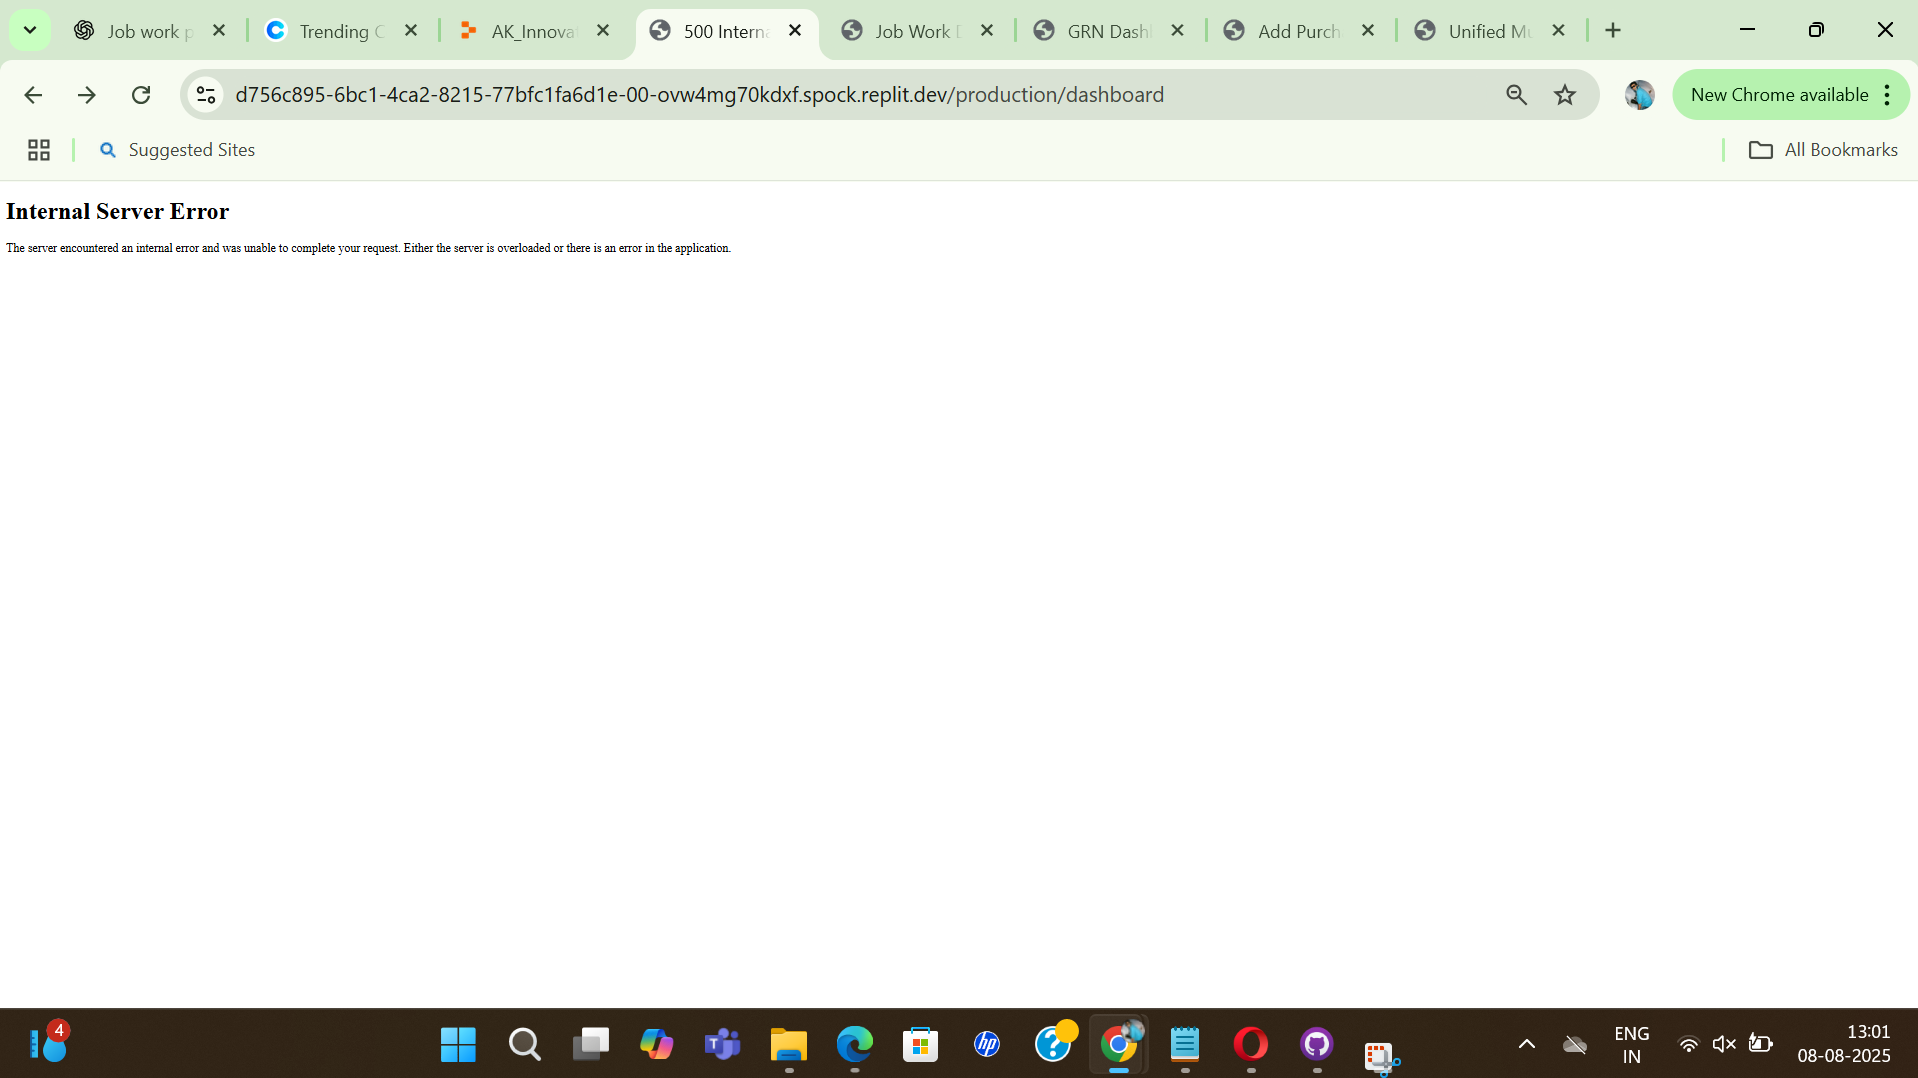 Job work p
Trending C
AK_Innova
500 Interna
Job Work D
GRN Dash
Add Purch
Unified Mu
d756c895-6bc1-4ca2-8215-77bfc1fa6d1e-00-ovw4mg70kdxf.spock.replit.dev/production/dashboard
New Chrome available
Suggested Sites
All Bookmarks
Internal Server Error
The server encountered an internal error and was unable to complete your request. Either the server is overloaded or there is an error in the application.
4
hp
ENG
IN
13:01
08-08-2025